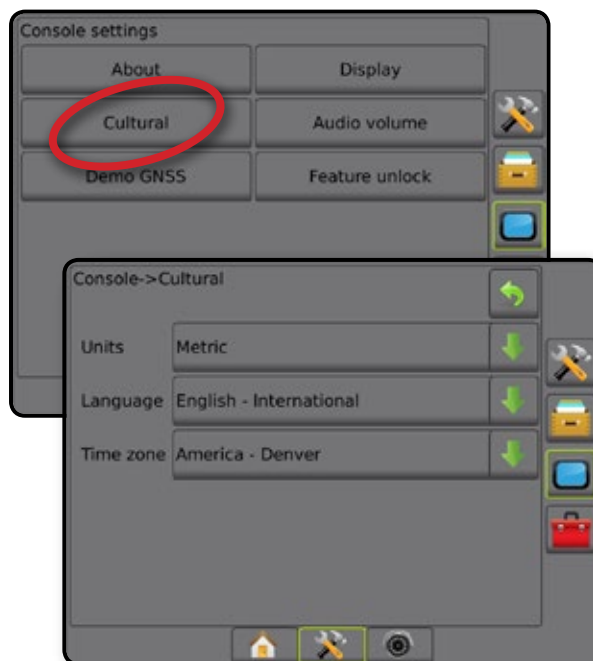 Console settings
About Display
Cultural Audio volume
Demo GNSS Feature unlock
Console->Cultural
Units Metric
Language English - International
Time zone America - Denver